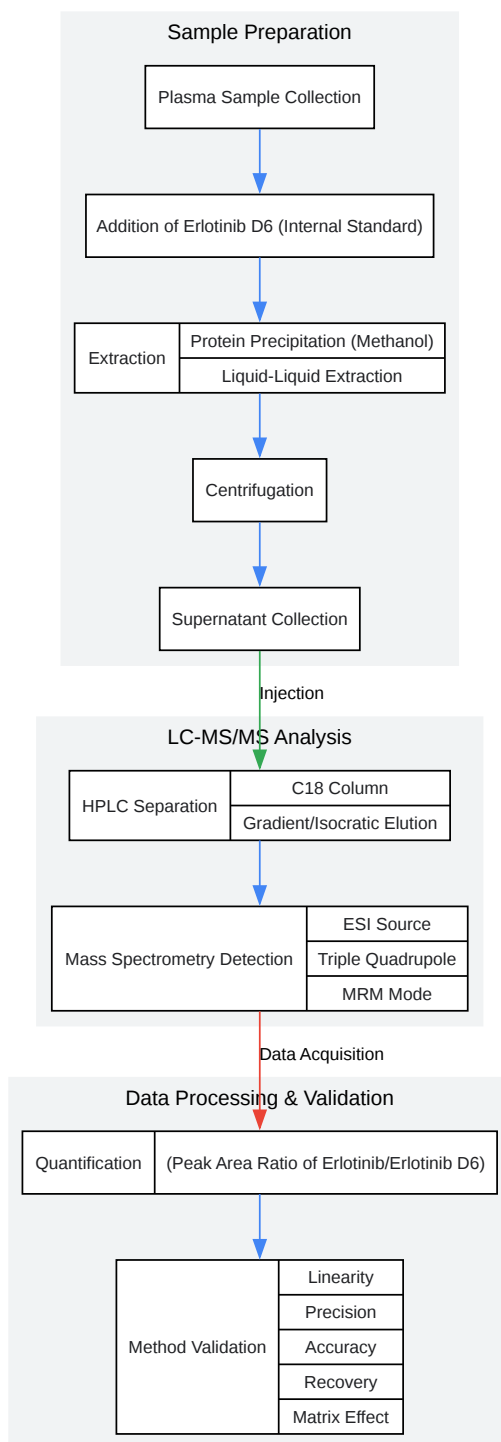 Sample Preparation
Plasma Sample Collection
Addition of Erlotinib D6 (Internal Standard)
Extraction
Protein Precipitation (Methanol)
Liquid-Liquid Extraction
Centrifugation
Supernatant Collection
Injection
LC-MS/MS Analysis
HPLC Separation
C18 Column
Gradient/Isocratic Elution
Mass Spectrometry Detection
ESI Source
Triple Quadrupole
MRM Mode
Data Acquisition
Data Processing & Validation
Quantification
(Peak Area Ratio of Erlotinib/Erlotinib D6)
Method Validation
Linearity
Precision
Accuracy
Recovery
Matrix Effect